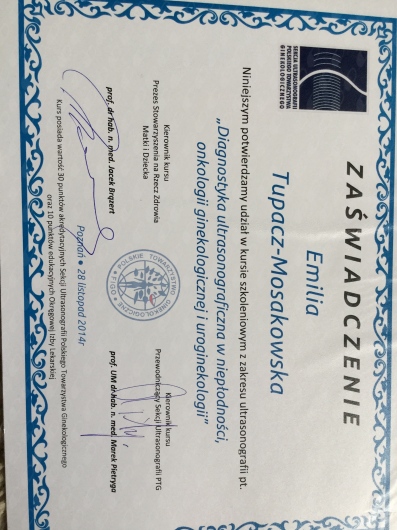 SEKCJA ULTRASONOGRAFII
POLSKIEGO TOWARZYSTWA
GINEKOLOGICZNEGO
ZAŚWIADCZENIE
Emilia
Tupacz-Mosakowska
Niniejszym potwierdzamy udział w kursie szkoleniowym z zakresu ultrasonografii pt.
„Diagnostyka ultrasonograficzna w niepłodności,
onkologii ginekologicznej i uroginekologii”
Kierownik kursu
Prezes Stowarzyszenia na Rzecz Zdrowia
Matki i Dziecka
prof. dr hab. n. med. Jacek Brązert
POLSKIE TOWARZYSTWO GINEKOLOGICZNE
Kierownik kursu
Przewodniczący Sekcji Ultrasonografii PTG
prof. UM dr hab. n. med. Marek Pietryga
Poznań • 28 listopad 2014r
Kurs posiada wartość 30 punktów akredytacyjnych Sekcji Ultrasonografii Polskiego Towarzystwa Ginekologicznego
oraz 10 punktów edukacyjnych Okręgowej Izby Lekarskiej